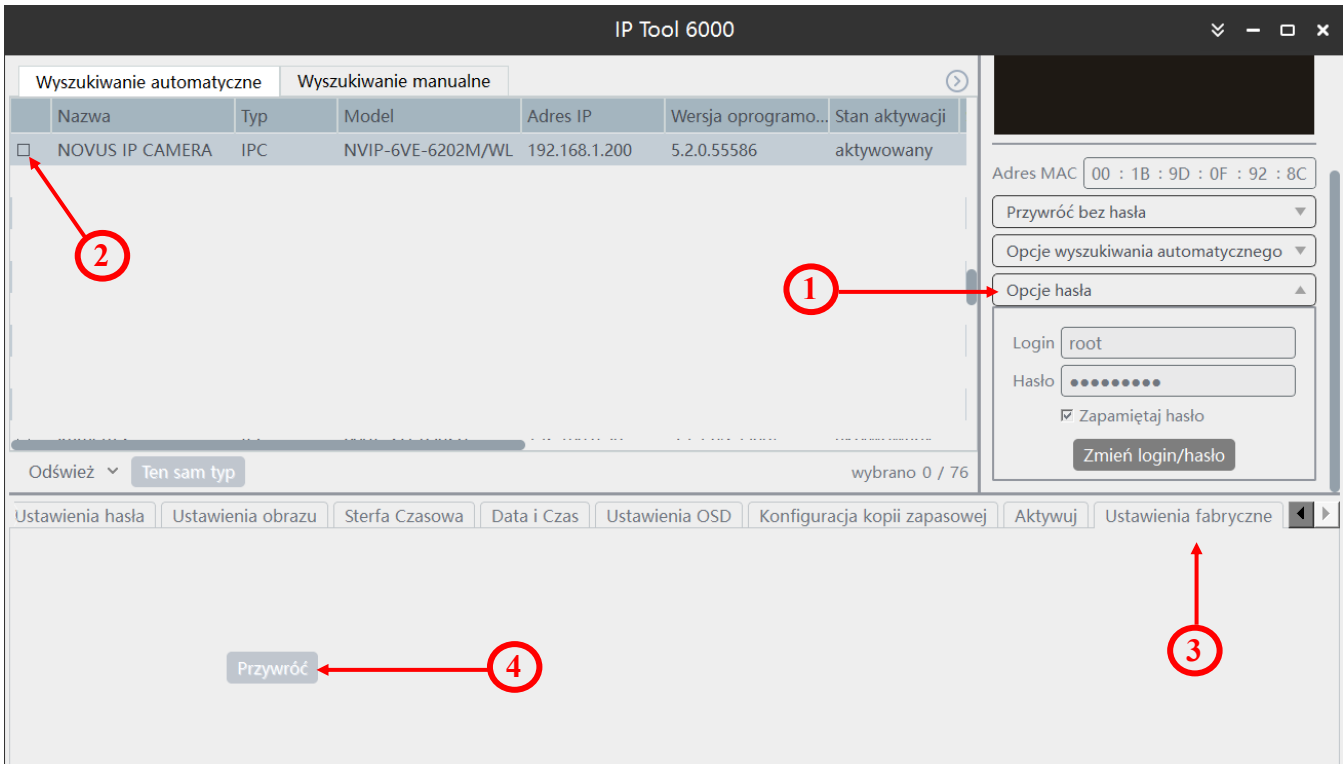 IP Tool 6000
Wyszukiwanie automatyczne
Wyszukiwanie manualne
Nazwa Typ Model Adres IP Wersja oprogramo... Stan aktywacji
NOVUS IP CAMERA IPC NVIP-6VE-6202M/WL 192.168.1.200 5.2.0.55586 aktywowany
2
1
Odśwież Ten sam typ wybrano 0 / 76
Adres MAC 00 : 1B : 9D : 0F : 92 : 8C
Przywróć bez hasła
Opcje wyszukiwania automatycznego
Opcje hasła
Login root
Hasło
Zapamiętaj hasło
Zmień login/hasło
Ustawienia hasła Ustawienia obrazu Sterfa Czasowa Data i Czas Ustawienia OSD Konfiguracja kopii zapasowej Aktywuj Ustawienia fabryczne
3
Przywróć
4